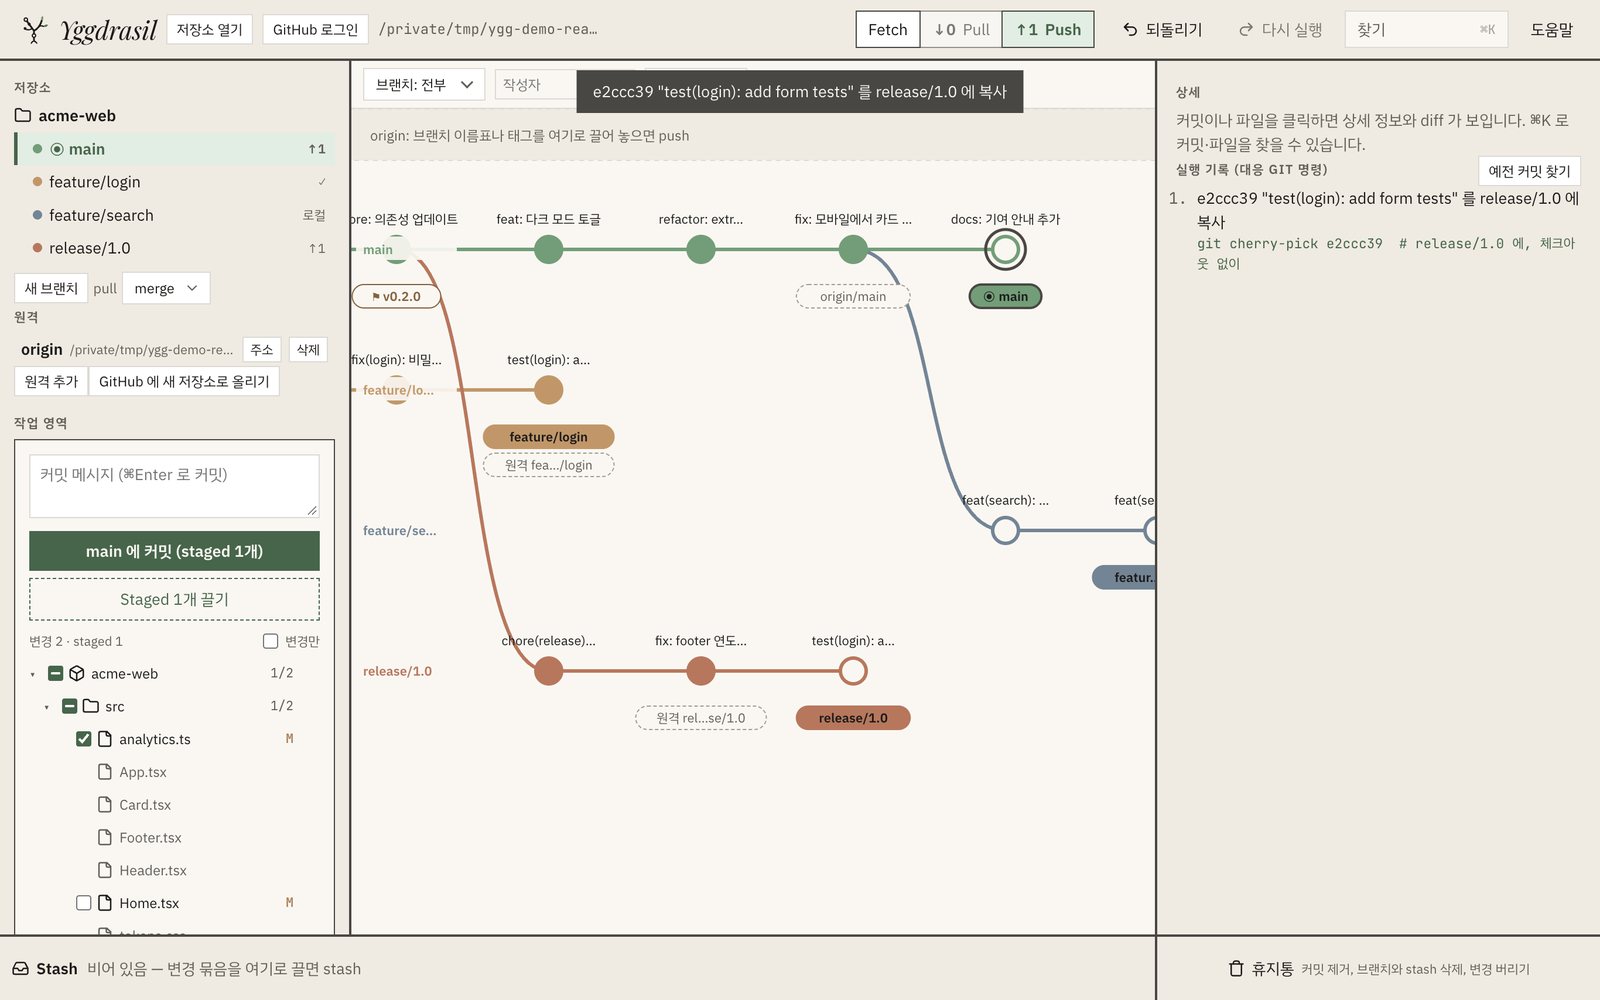 Yggdrasil
저장소 열기
GitHub 로그인
/private/tmp/ygg-demo-rea…
Fetch
↓0 Pull
↑1 Push
되돌리기
다시 실행
찾기 ⌘K
도움말
저장소
acme-web
main ↑1
feature/login ✓
feature/search 로컬
release/1.0 ↑1
새 브랜치 pull merge
원격
origin /private/tmp/ygg-demo-re… 주소 삭제
원격 추가 GitHub 에 새 저장소로 올리기
작업 영역
커밋 메시지 (⌘Enter 로 커밋)
main 에 커밋 (staged 1개)
Staged 1개 끌기
변경 2 · staged 1 변경만
acme-web 1/2
src 1/2
analytics.ts M
App.tsx
Card.tsx
Footer.tsx
Header.tsx
Home.tsx M
브랜치: 전부
작성자
e2ccc39 "test(login): add form tests" 를 release/1.0 에 복사
origin: 브랜치 이름표나 태그를 여기로 끌어 놓으면 push
ore: 의존성 업데이트
feat: 다크 모드 토글
refactor: extr…
fix: 모바일에서 카드 …
docs: 기여 안내 추가
main
v0.2.0
origin/main
main
fix(login): 비밀…
test(login): a…
feature/lo…
feature/login
원격 fea…/login
feat(search): …
feat(se
feature/se…
featur…
chore(release)…
fix: footer 연도…
test(login): a…
release/1.0
원격 rel…se/1.0
release/1.0
상세
커밋이나 파일을 클릭하면 상세 정보와 diff 가 보입니다. ⌘K 로
커밋·파일을 찾을 수 있습니다.
실행 기록 (대응 GIT 명령)
예전 커밋 찾기
1. e2ccc39 "test(login): add form tests" 를 release/1.0 에
복사
git cherry-pick e2ccc39 # release/1.0 에, 체크아
웃 없이
Stash 비어 있음 — 변경 묶음을 여기로 끌면 stash
휴지통 커밋 제거, 브랜치와 stash 삭제, 변경 버리기